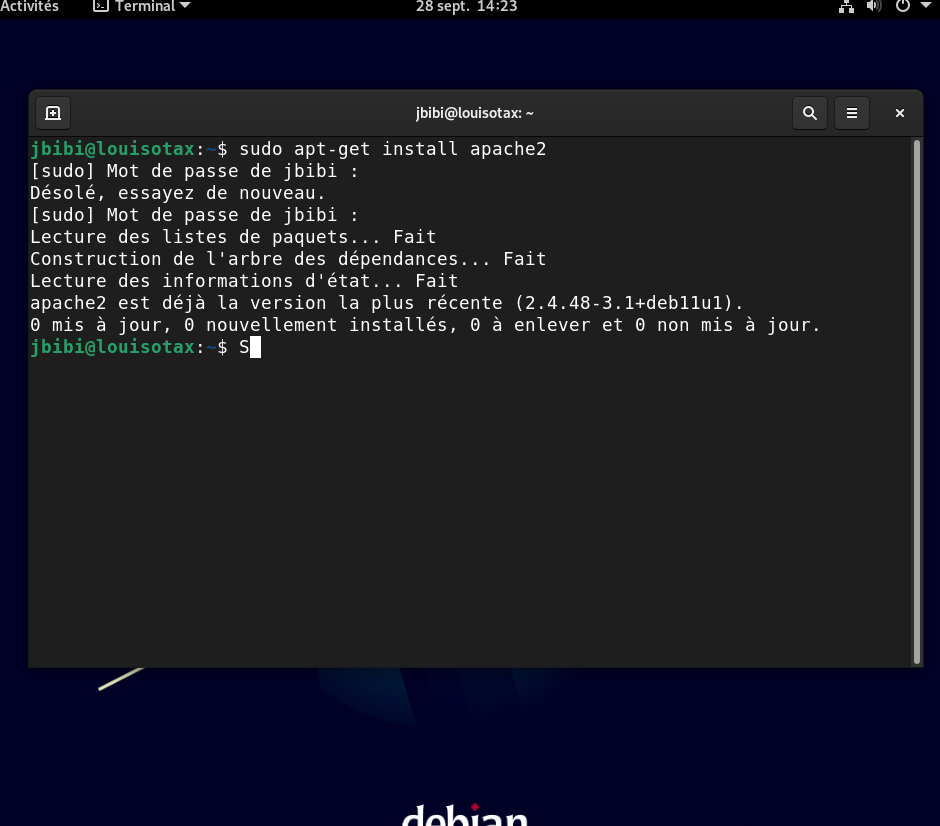 Activités Terminal 28 sept. 14:23
jbibi@louisotax: ~
jbibi@louisotax:~$ sudo apt-get install apache2
[sudo] Mot de passe de jbibi :
Désolé, essayez de nouveau.
[sudo] Mot de passe de jbibi :
Lecture des listes de paquets... Fait
Construction de l'arbre des dépendances... Fait
Lecture des informations d'état... Fait
apache2 est déjà la version la plus récente (2.4.48-3.1+deb11u1).
0 mis à jour, 0 nouvellement installés, 0 à enlever et 0 non mis à jour.
jbibi@louisotax:~$ S
debian